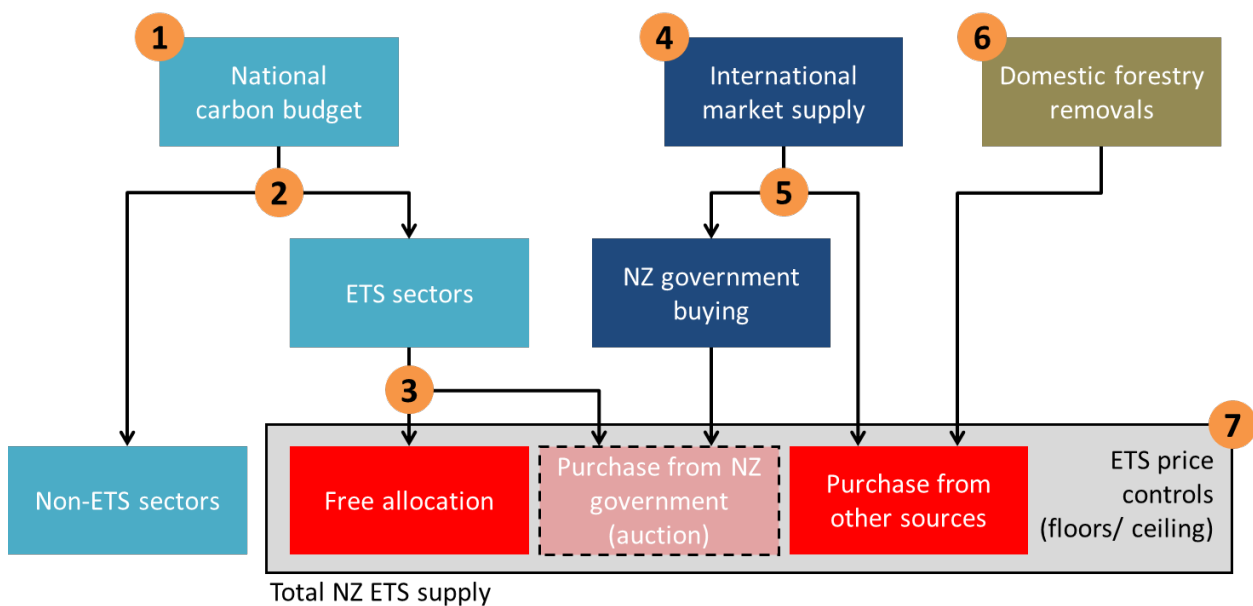 1
National
carbon budget
4
International
market supply
6
Domestic forestry
removals
2
5
ETS sectors
NZ government
buying
3
7
Non-ETS sectors
Free allocation
Purchase from NZ
government
(auction)
Purchase from
other sources
ETS price
controls
(floors/ ceiling)
Total NZ ETS supply